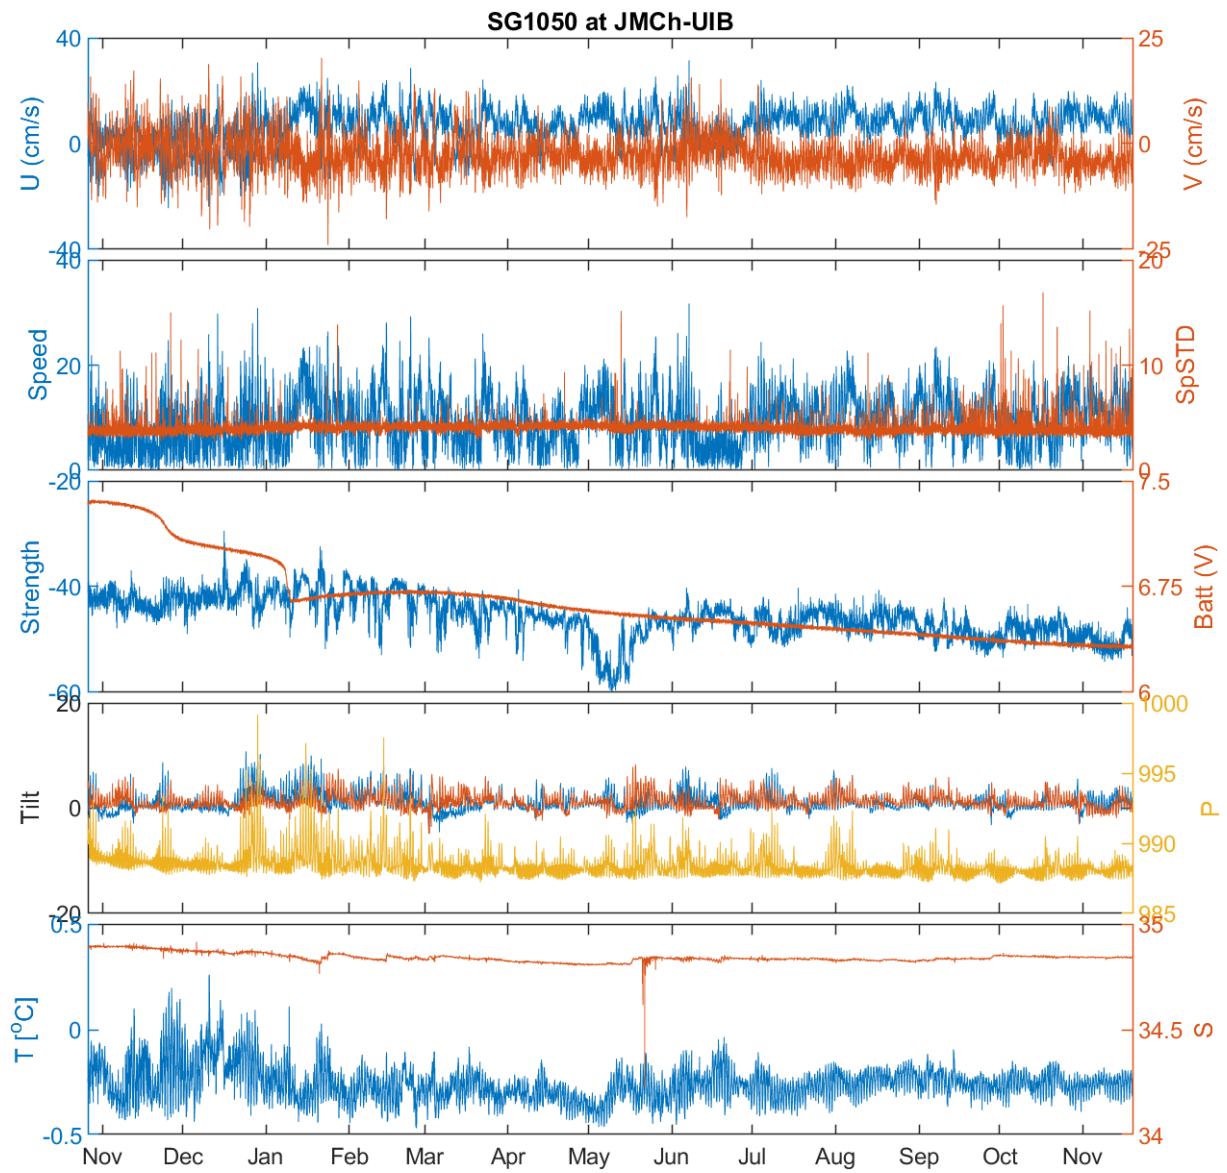 SG1050 at JMCh-UIB
40
0
-40
U (cm/s)
25
0
-25
V (cm/s)
40
20
0
Speed
20
10
0
SpSTD
-20
-40
-60
Strength
7.5
6.75
6
Batt (V)
20
0
-20
Tilt
1000
995
990
985
P
0.5
0
-0.5
T [°C]
35
34.5
34
S
Nov Dec Jan Feb Mar Apr May Jun Jul Aug Sep Oct Nov